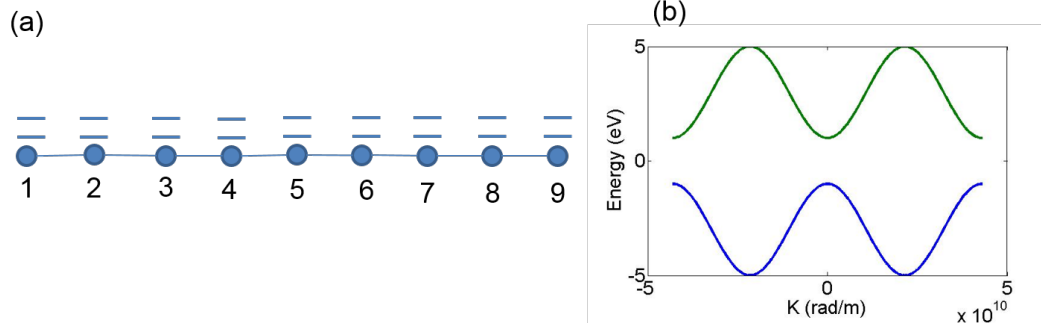 (a)
1 2 3 4 5 6 7 8 9
(b)
Energy (eV)
5
0
-5
-5 0 5
K (rad/m)
x 10^10